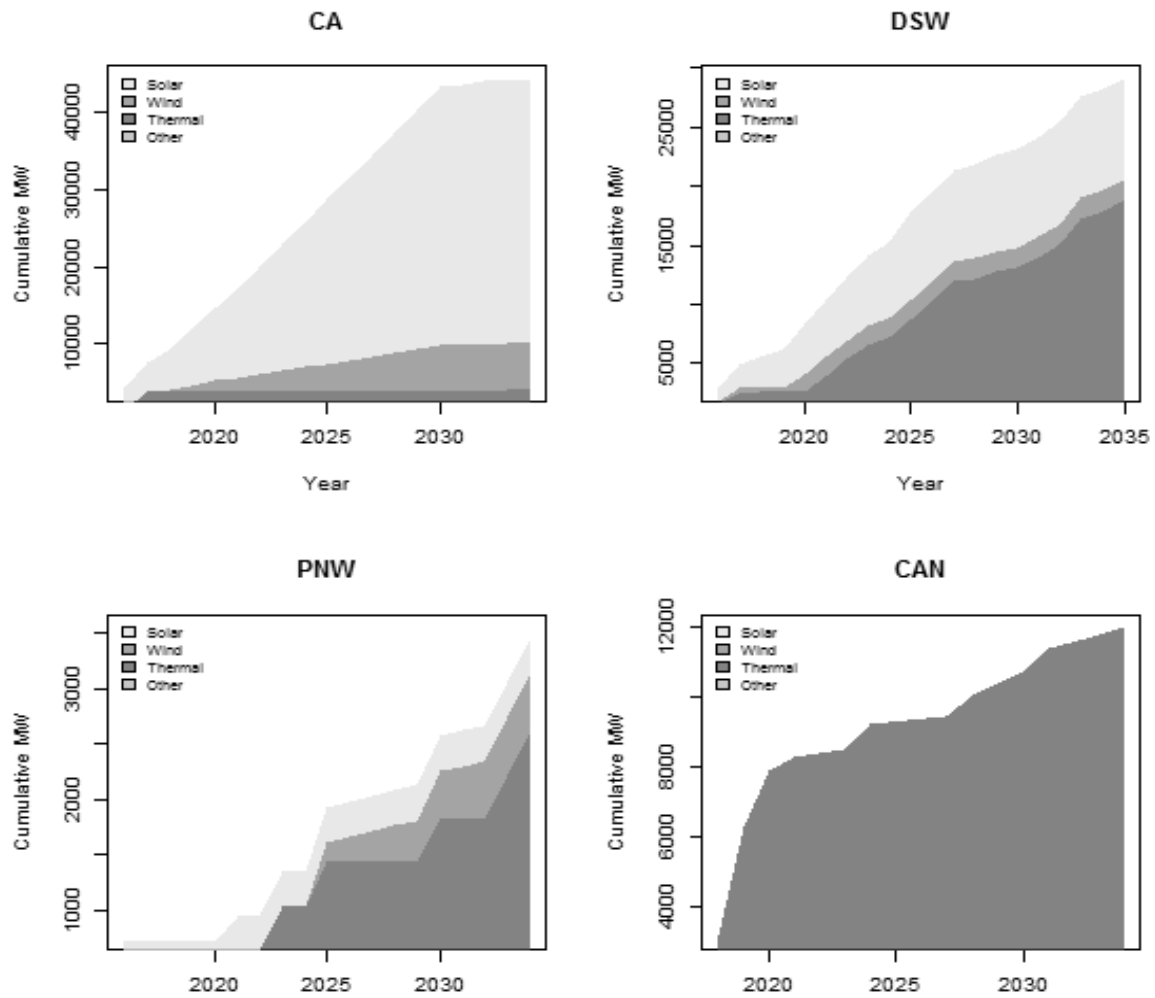 CA
Solar
Wind
Thermal
Other
Cumulative MW
10000
20000
30000
40000
2020
2025
2030
Year
DSW
Solar
Wind
Thermal
Other
Cumulative MW
5000
15000
25000
2020
2025
2030
2035
Year
PNW
Solar
Wind
Thermal
Other
Cumulative MW
1000
2000
3000
2020
2025
2030
CAN
Solar
Wind
Thermal
Other
Cumulative MW
4000
6000
8000
12000
2020
2025
2030